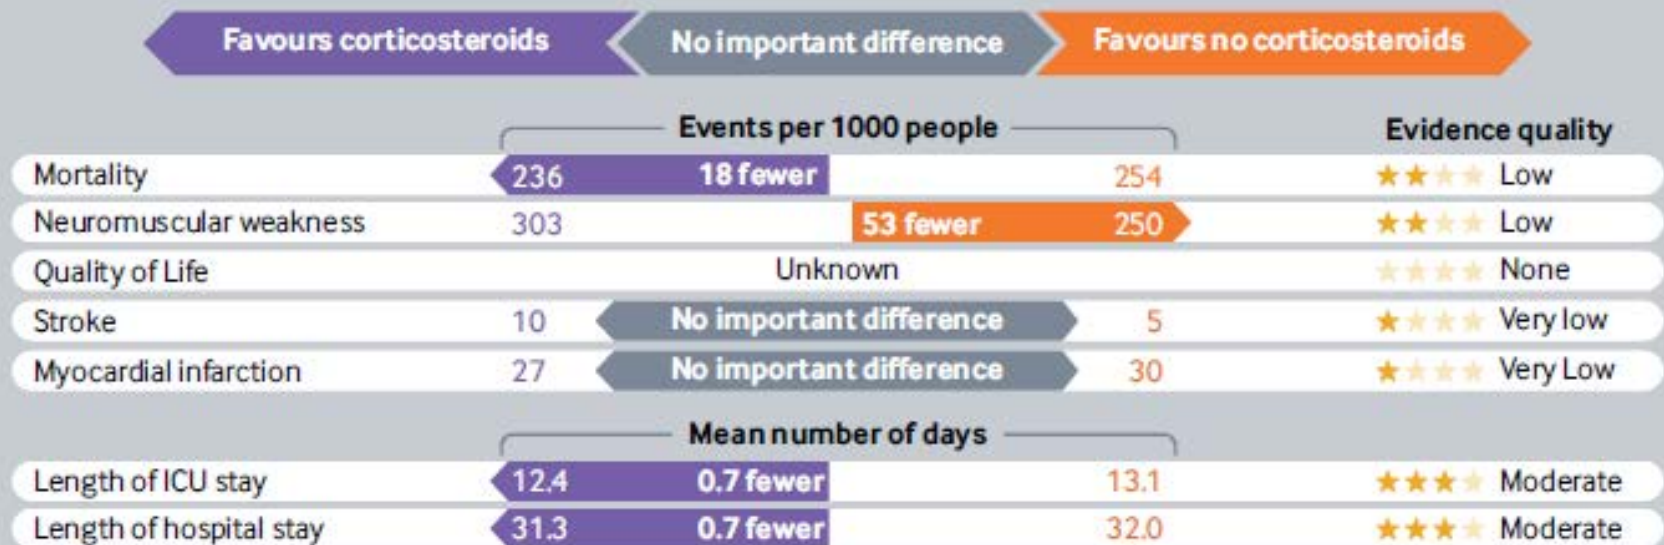 Favours corticosteroids No important difference Favours no corticosteroids
Events per 1000 people Evidence quality
Mortality 236 18 fewer 254 Low
Neuromuscular weakness 303 53 fewer 250 Low
Quality of Life Unknown None
Stroke 10 No important difference 5 Very low
Myocardial infarction 27 No important difference 30 Very Low
Mean number of days
Length of ICU stay 12.4 0.7 fewer 13.1 Moderate
Length of hospital stay 31.3 0.7 fewer 32.0 Moderate